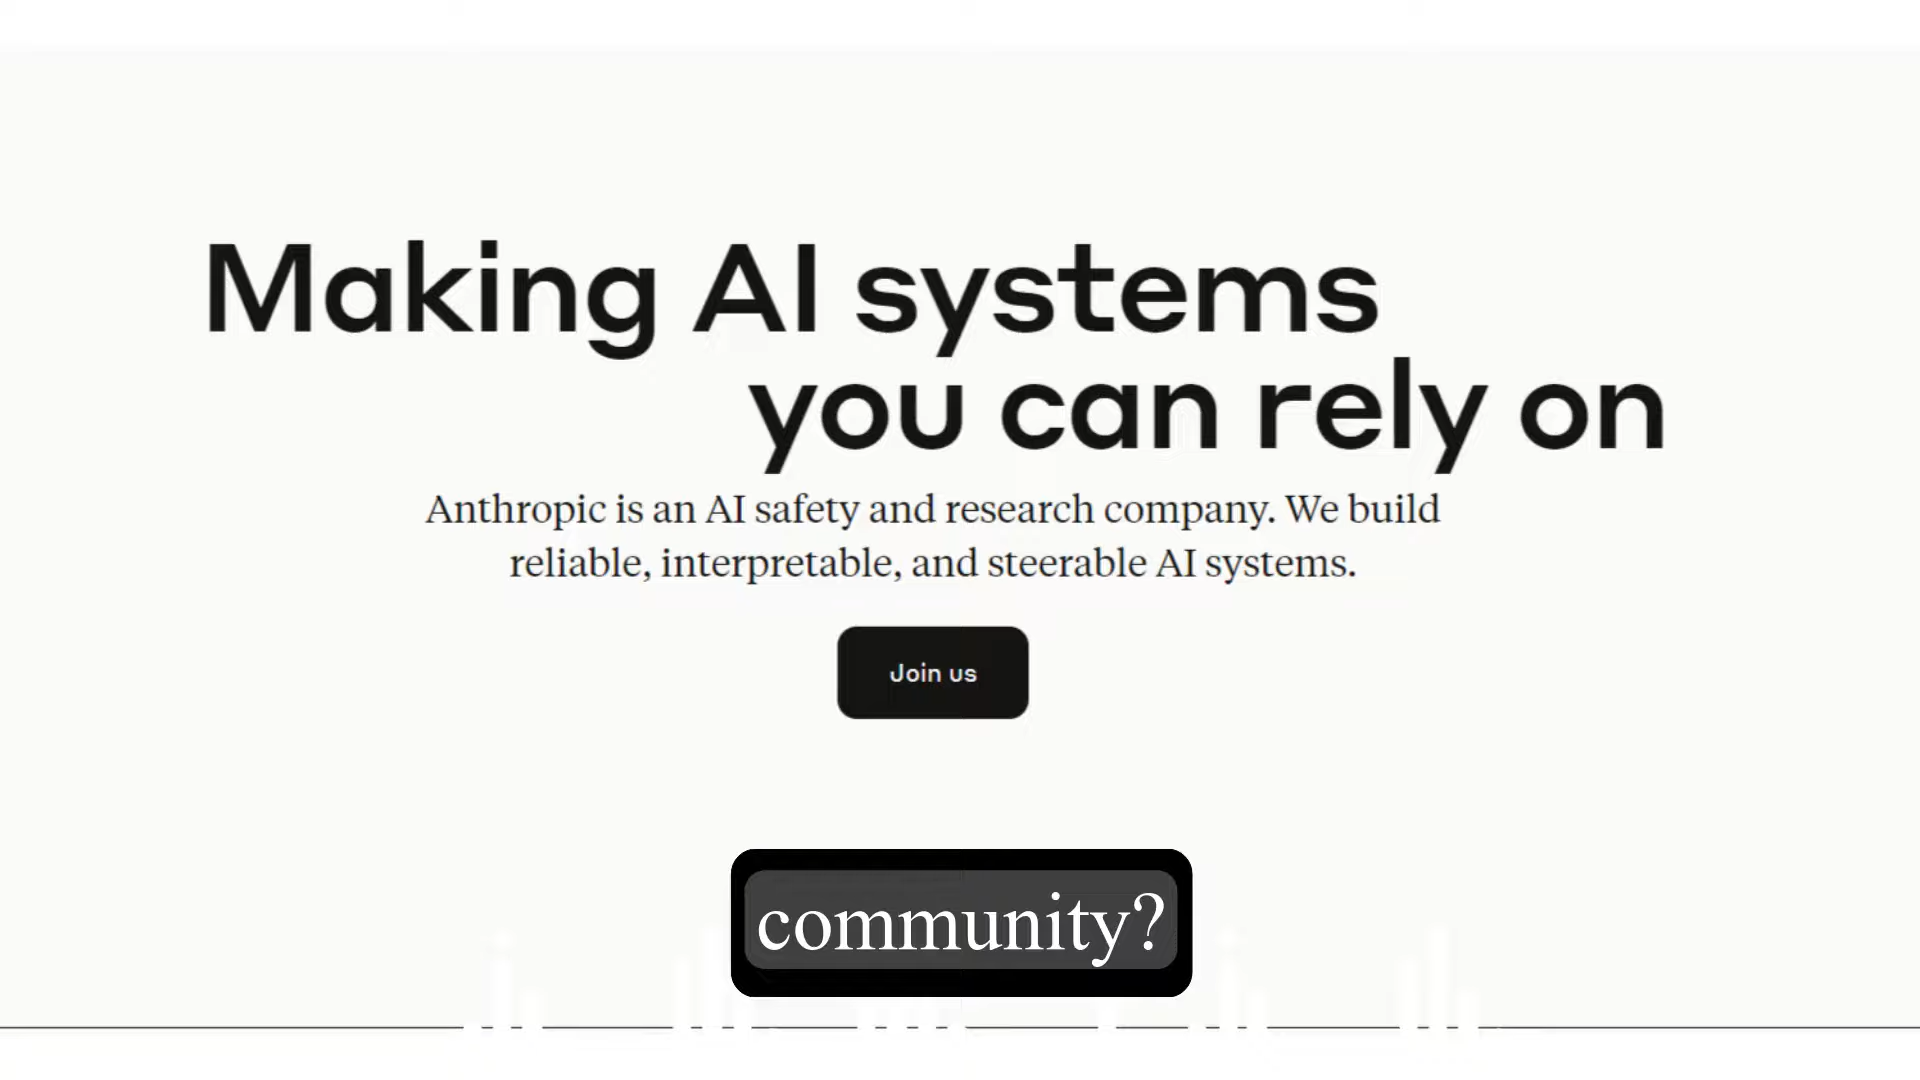 Making AI systems
you can rely on
Anthropic is an AI safety and research company. We build
reliable, interpretable, and steerable AI systems.
Join us
community?